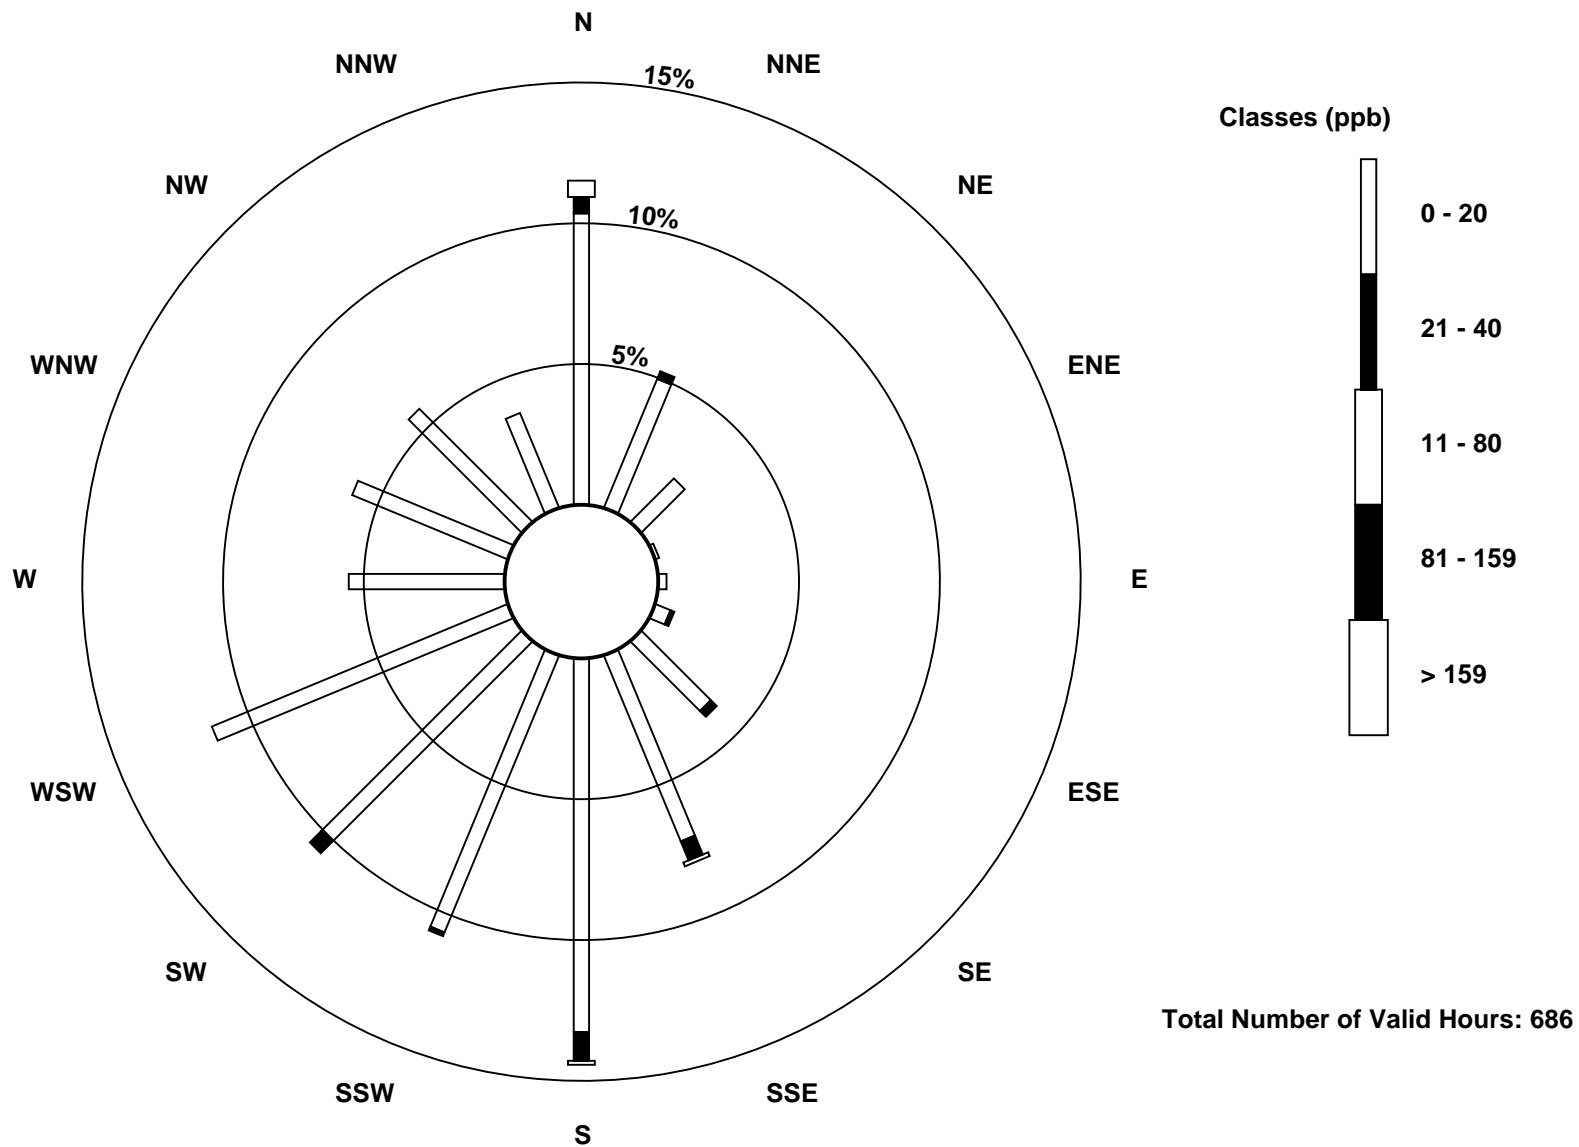 N
NNW
NNE
15%
Classes (ppb)
NW
NE
0 - 20
10%
21 - 40
5%
WNW
ENE
11 - 80
81 - 159
W
E
> 159
WSW
ESE
SW
SE
Total Number of Valid Hours: 686
SSW
SSE
S